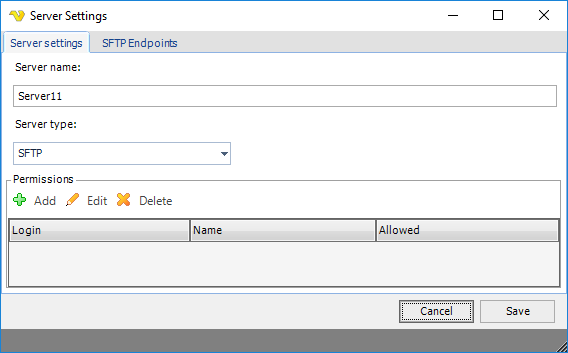 Server Settings
Server settings SFTP Endpoints
Server name:
Server11
Server type:
SFTP
Permissions
Add Edit Delete
Login Name Allowed
Cancel Save